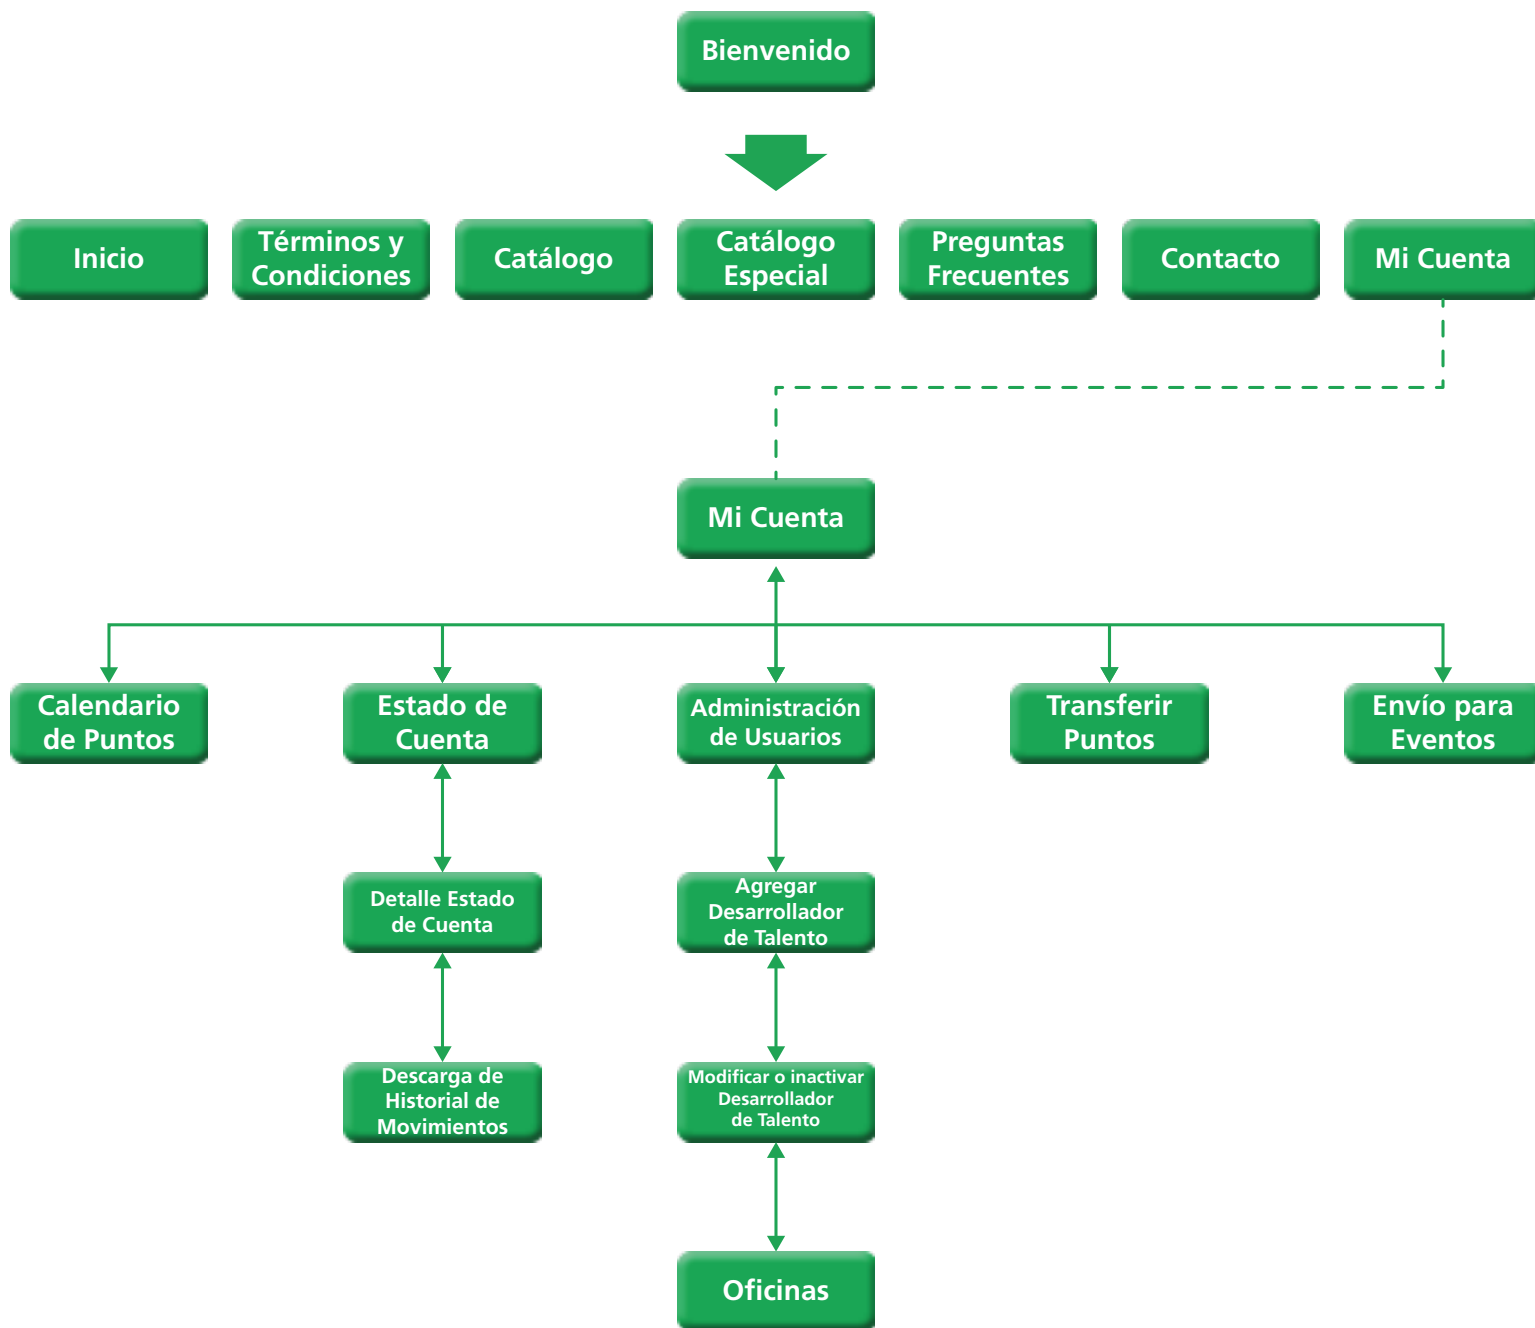 Bienvenido
Inicio
Términos y
Condiciones
Catálogo
Catálogo
Especial
Preguntas
Frecuentes
Contacto
Mi Cuenta
Mi Cuenta
Calendario
de Puntos
Estado de
Cuenta
Administración
de Usuarios
Transferir
Puntos
Envío para
Eventos
Detalle Estado
de Cuenta
Agregar
Desarrollador
de Talento
Descarga de
Historial de
Movimientos
Modificar o inactivar
Desarrollador
de Talento
Oficinas